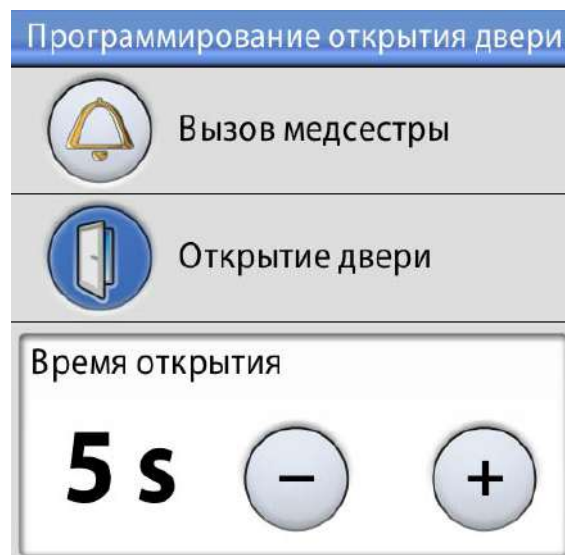 Программирование открытия двери
Вызов медсестры
Открытие двери
Время открытия
5 s
−
+